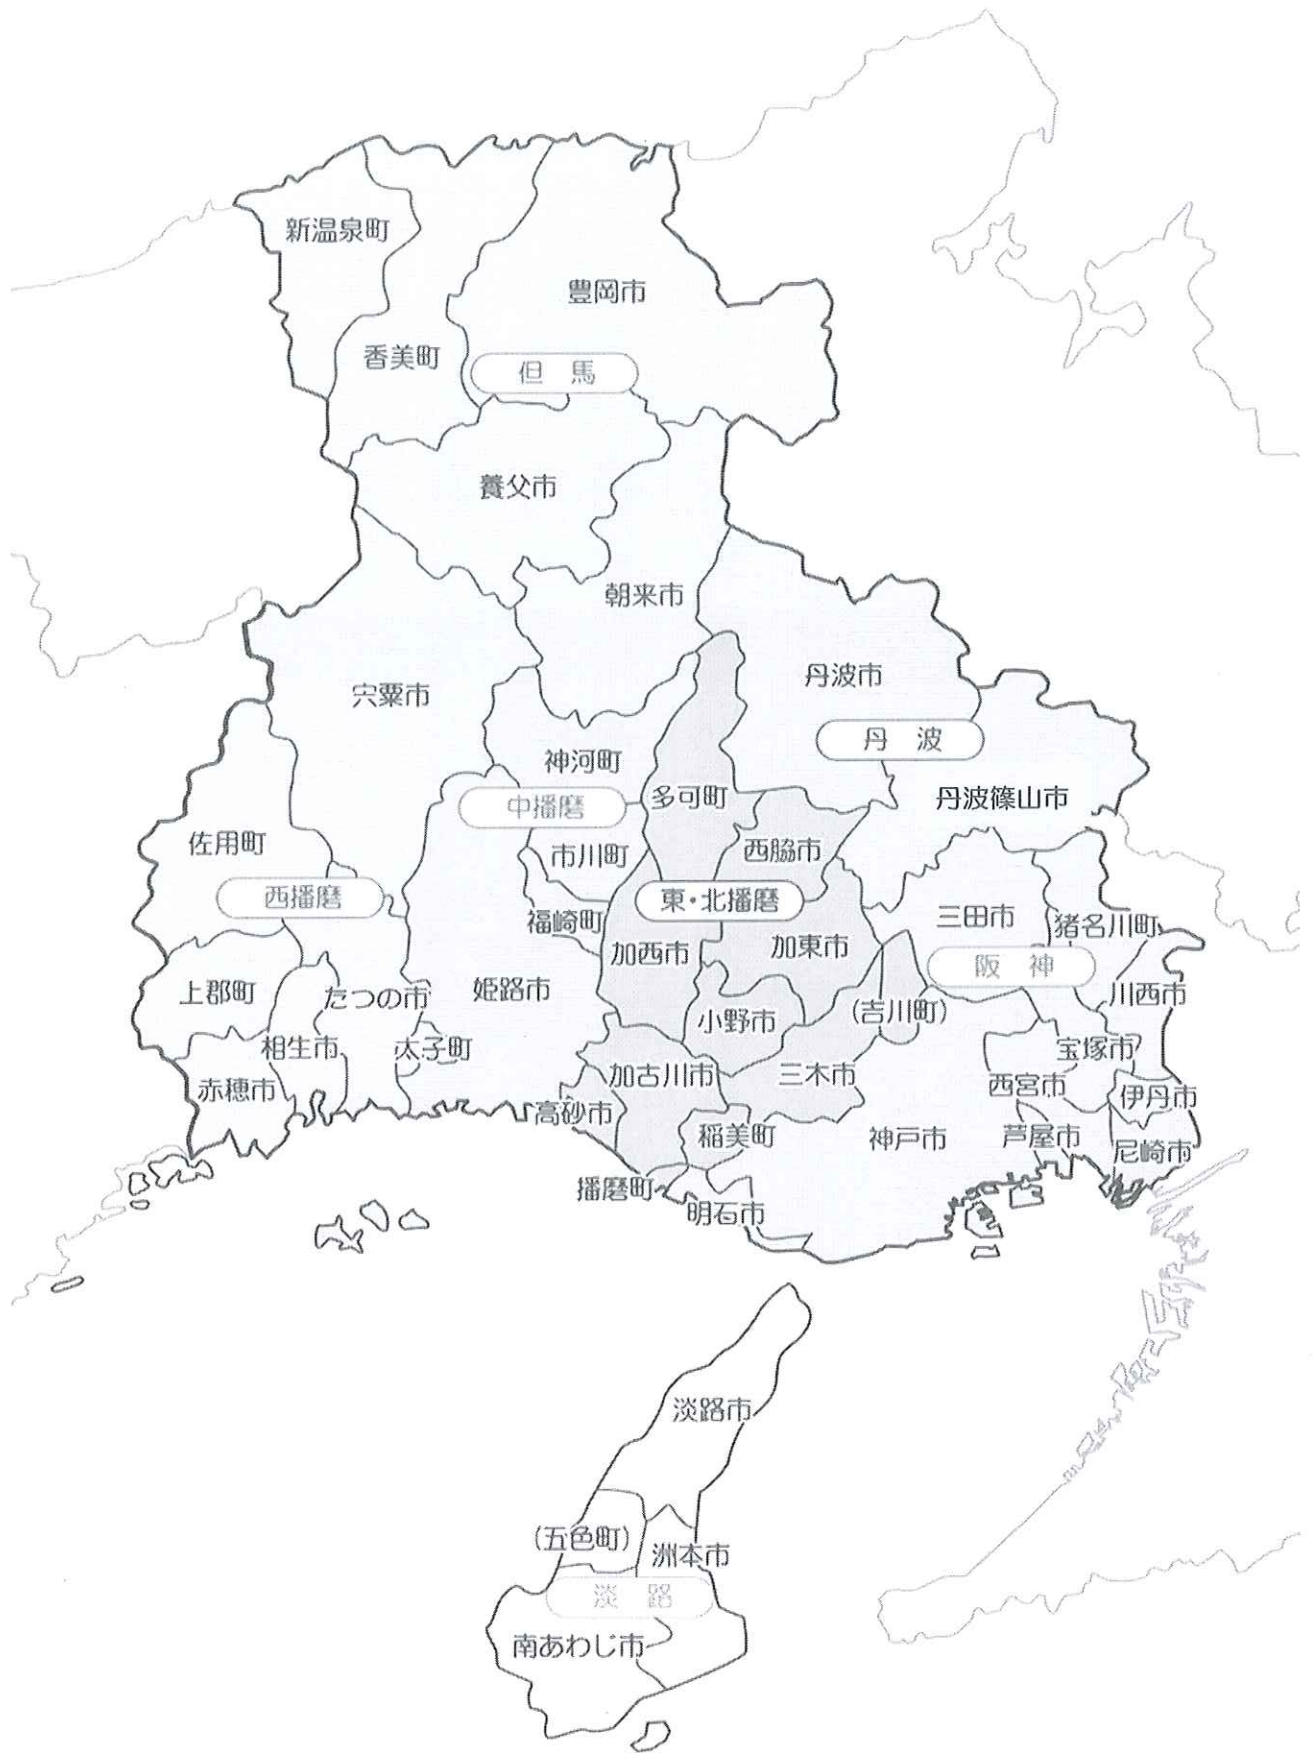 新温泉町
豊岡市
香美町
但 馬
養父市
朝来市
宍粟市
丹波市
丹 波
神河町
多可町
丹波篠山市
中播磨
佐用町
市川町
西脇市
西播磨
東・北播磨
福崎町
三田市
猪名川町
加西市
加東市
阪 神
上郡町
たつの市
姫路市
川西市
小野市
(吉川町)
相生市
太子町
宝塚市
赤穂市
加古川市
三木市
西宮市
伊丹市
高砂市
稲美町
神戸市
芦屋市
尼崎市
播磨町
明石市
淡路市
(五色町)
洲本市
淡 路
南あわじ市